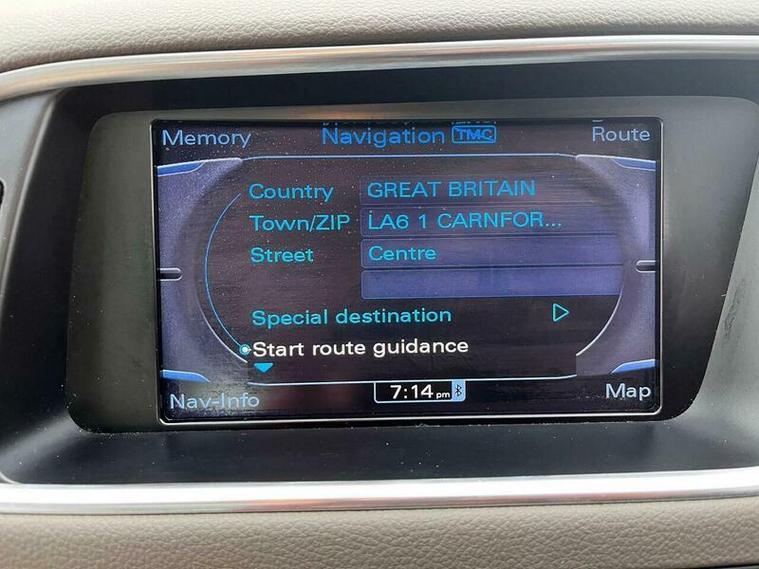 Memory Navigation TMC Route
Country GREAT BRITAIN
Town/ZIP LA6 1 CARNFOR...
Street Centre
Special destination
Start route guidance
Nav-Info 7:14 pm Map